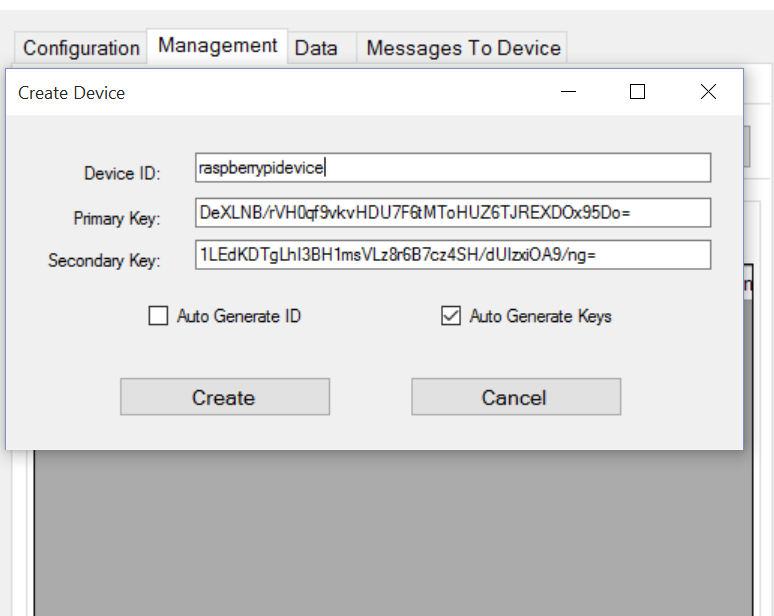 Configuration Management Data Messages To Device
Create Device
Device ID: raspberrypidevice
Primary Key: DeXLNB/rVH0qf9vkvHDU7F6tMToHUZ6TJREXDOx95Do=
Secondary Key: 1LEdKDTgLhI3BH1msVLz8r6B7cz4SH/dUIzxiOA9/ng=
Auto Generate ID Auto Generate Keys
Create Cancel